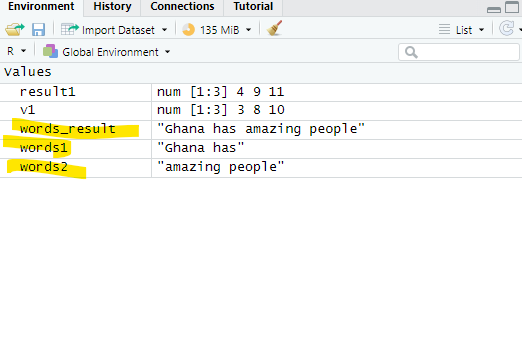 Environment History Connections Tutorial
Import Dataset 135 MiB List
R Global Environment
Values
result1 num [1:3] 4 9 11
v1 num [1:3] 3 8 10
words_result "Ghana has amazing people"
words1 "Ghana has"
words2 "amazing people"